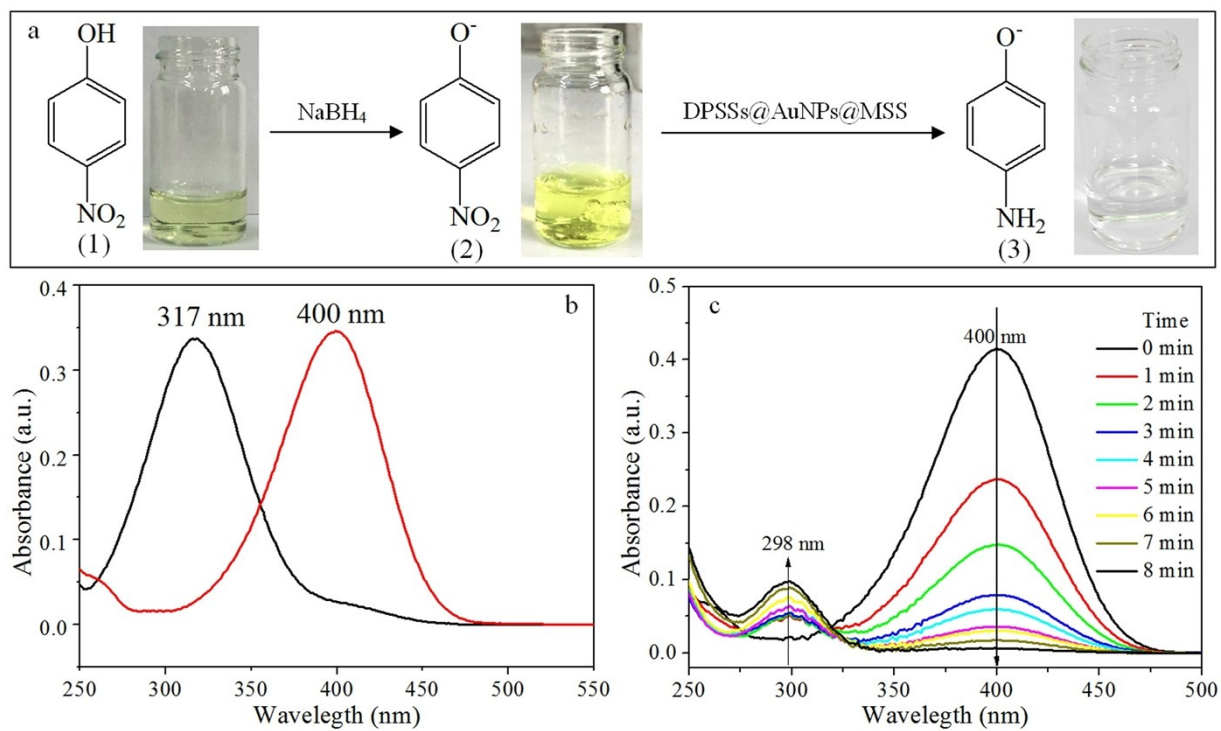 a
OH
NO₂
(1)
NaBH₄
O⁻
NO₂
(2)
DPSSs@AuNPs@MSS
O⁻
NH₂
(3)
b
317 nm
400 nm
0.4
0.3
0.2
0.1
0.0
Absorbance (a.u.)
250 300 350 400 450 500 550
Wavelegth (nm)
c
0.5
0.4
0.3
0.2
0.1
0.0
Absorbance (a.u.)
298 nm
400 nm
Time
0 min
1 min
2 min
3 min
4 min
5 min
6 min
7 min
8 min
250 300 350 400 450 500
Wavelegth (nm)